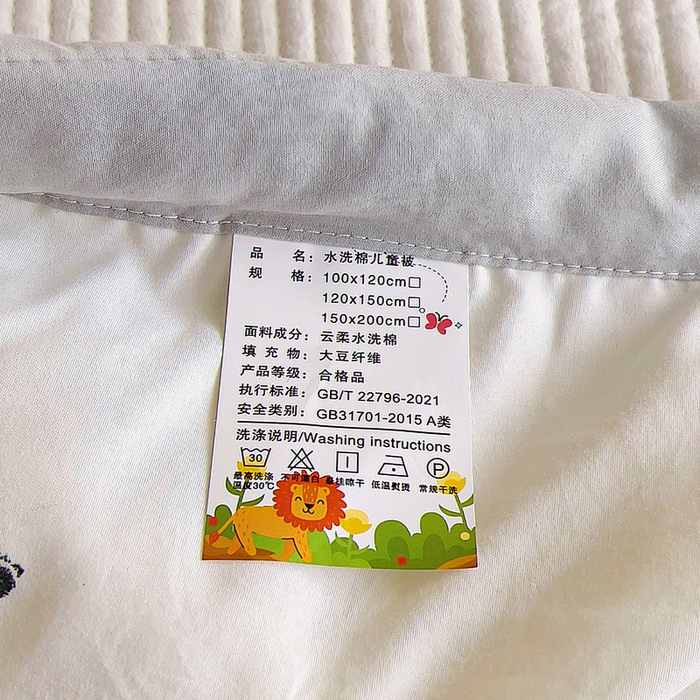 品 名：水洗棉儿童被
规 格：100x120cm□
120x150cm□
150x200cm□
面料成分：云柔水洗棉
填 充 物：大豆纤维
产品等级：合格品
执行标准：GB/T 22796-2021
安全类别：GB31701-2015 A类
洗涤说明/Washing instructions
30 P
最高洗涤温度30℃ 不可漂白 悬挂晾干 低温熨烫 常规干洗